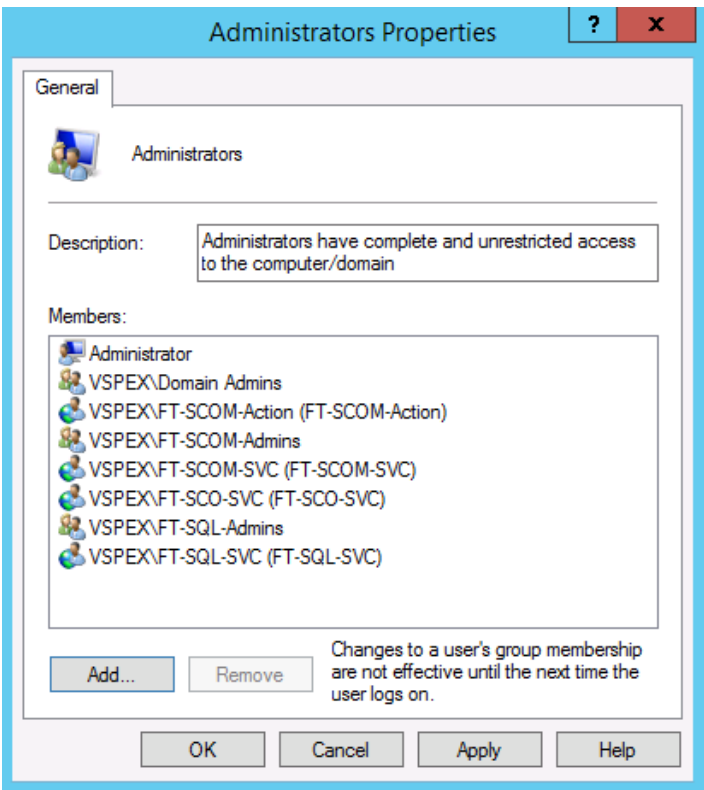 Administrators Properties
? x
General
Administrators
Description:
Administrators have complete and unrestricted access
to the computer/domain
Members:
Administrator
VSPEX\Domain Admins
VSPEX\FT-SCOM-Action (FT-SCOM-Action)
VSPEX\FT-SCOM-Admins
VSPEX\FT-SCOM-SVC (FT-SCOM-SVC)
VSPEX\FT-SCO-SVC (FT-SCO-SVC)
VSPEX\FT-SQL-Admins
VSPEX\FT-SQL-SVC (FT-SQL-SVC)
Add...
Remove
Changes to a user's group membership
are not effective until the next time the
user logs on.
OK
Cancel
Apply
Help